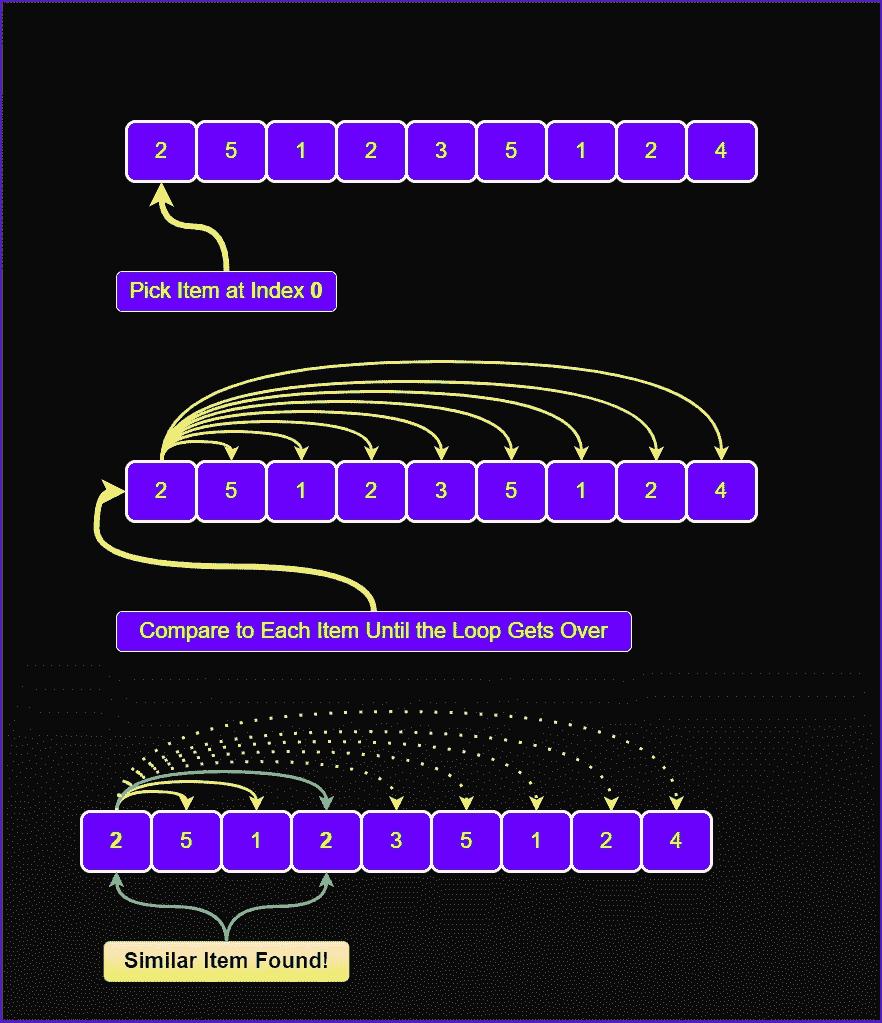 2 5 1 2 3 5 1 2 4
Pick Item at Index 0
2 5 1 2 3 5 1 2 4
Compare to Each Item Until the Loop Gets Over
2 5 1 2 3 5 1 2 4
Similar Item Found!